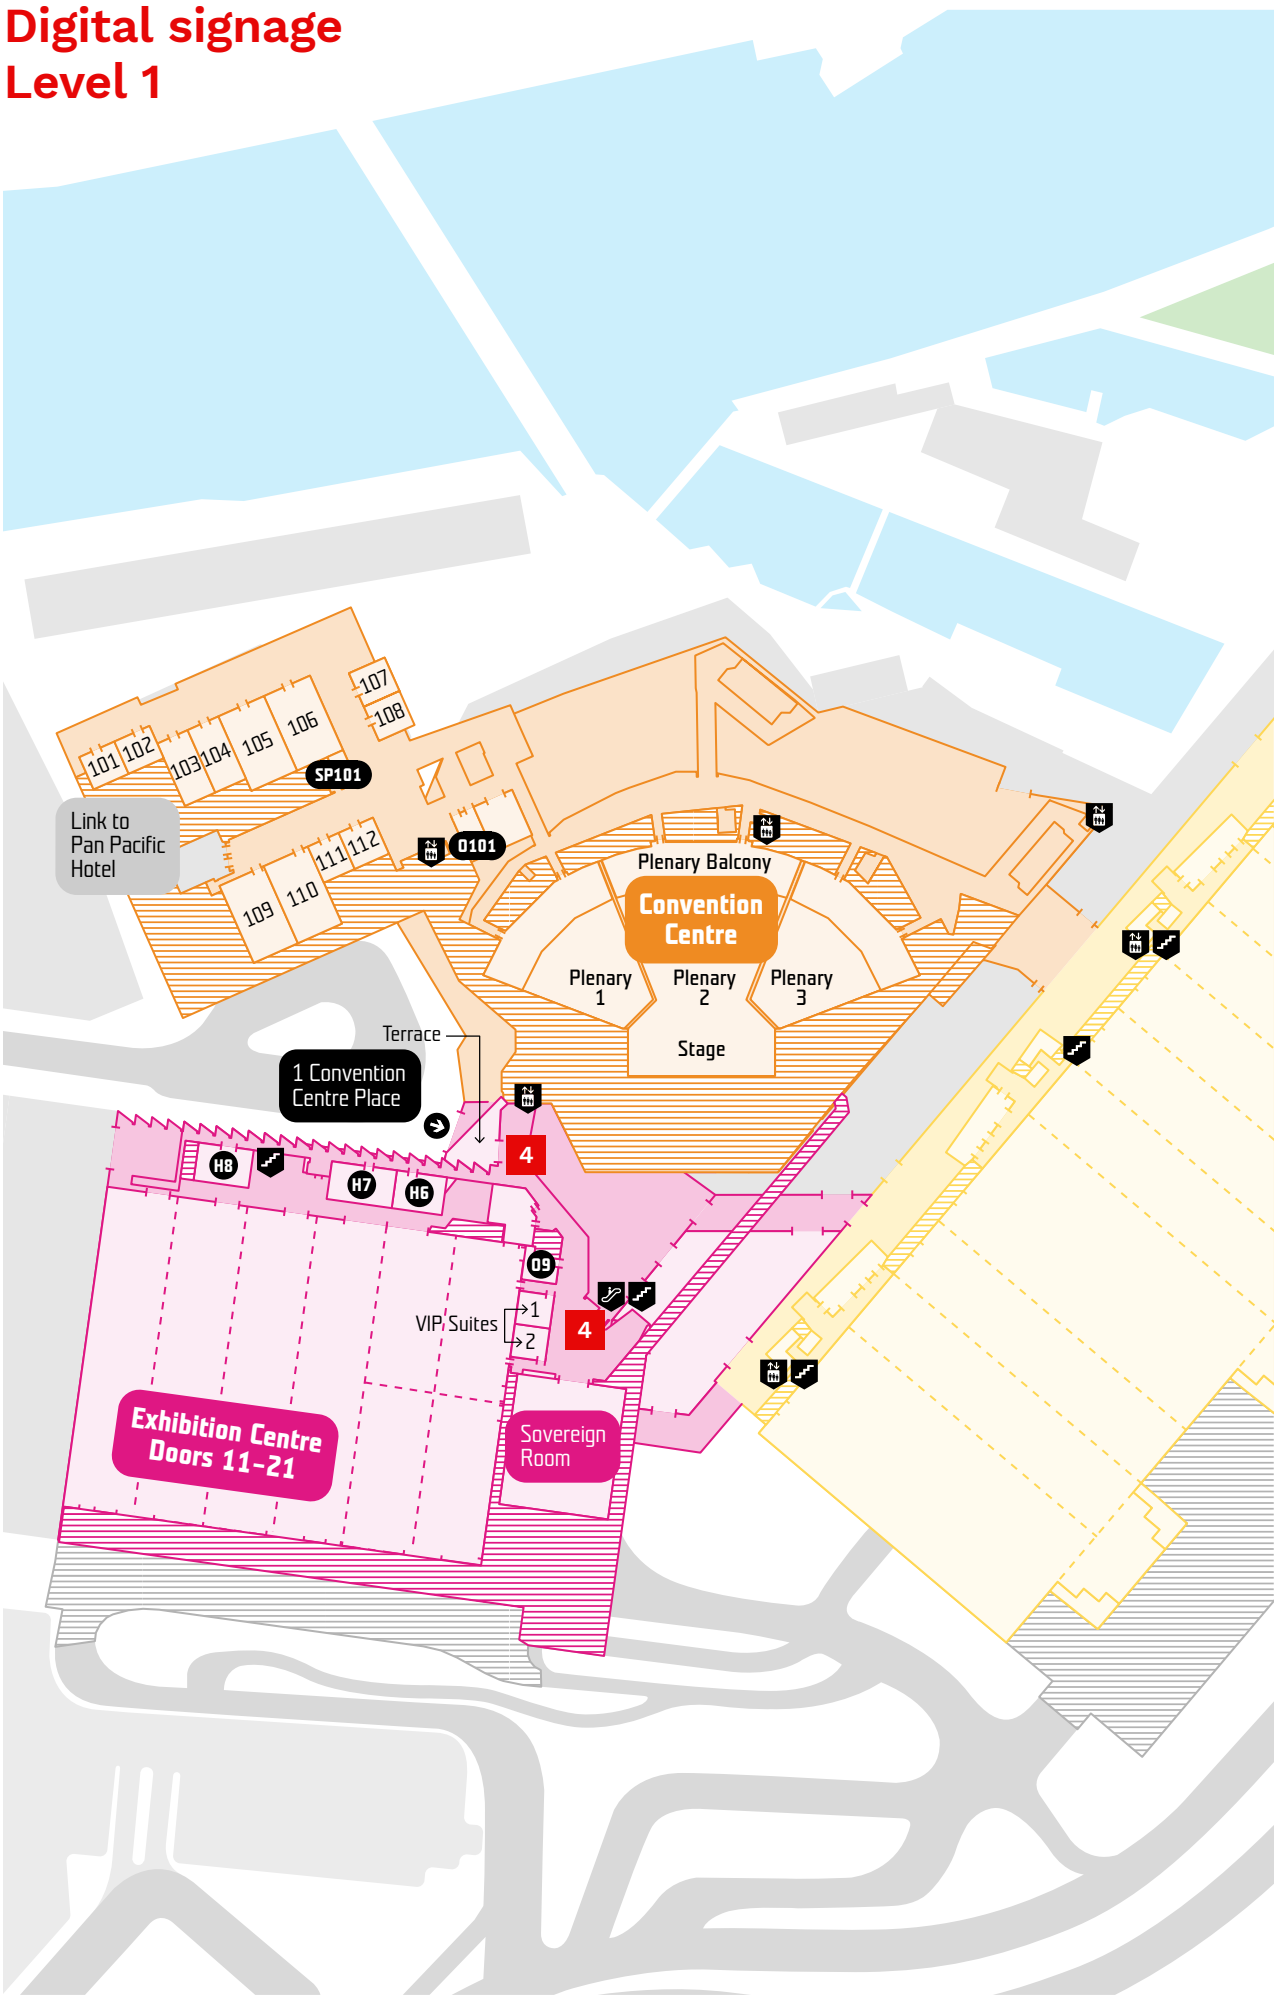 Digital signage
Level 1
107
108
106
105
104
103
102
101
SP101
Link to
Pan Pacific
Hotel
112
111
110
109
0101
Plenary Balcony
Convention
Centre
Plenary
1
Plenary
2
Plenary
3
Stage
Terrace
1 Convention
Centre Place
4
H8
H7
H6
09
VIP Suites
1
2
4
Exhibition Centre
Doors 11-21
Sovereign
Room